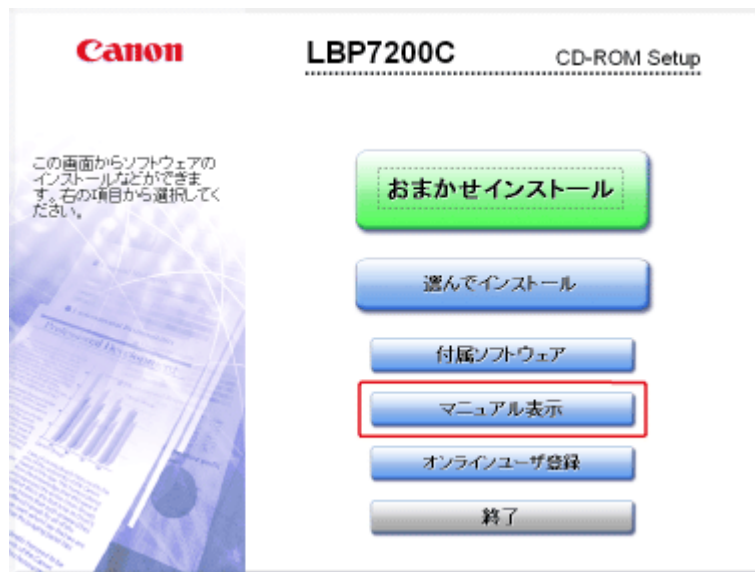 Canon
LBP7200C
CD-ROM Setup
この画面からソフトウェアの
インストールなどができま
す。右の項目から選択してく
ださい。
おまかせインストール
選んでインストール
付属ソフトウェア
マニュアル表示
オンラインユーザ登録
終了